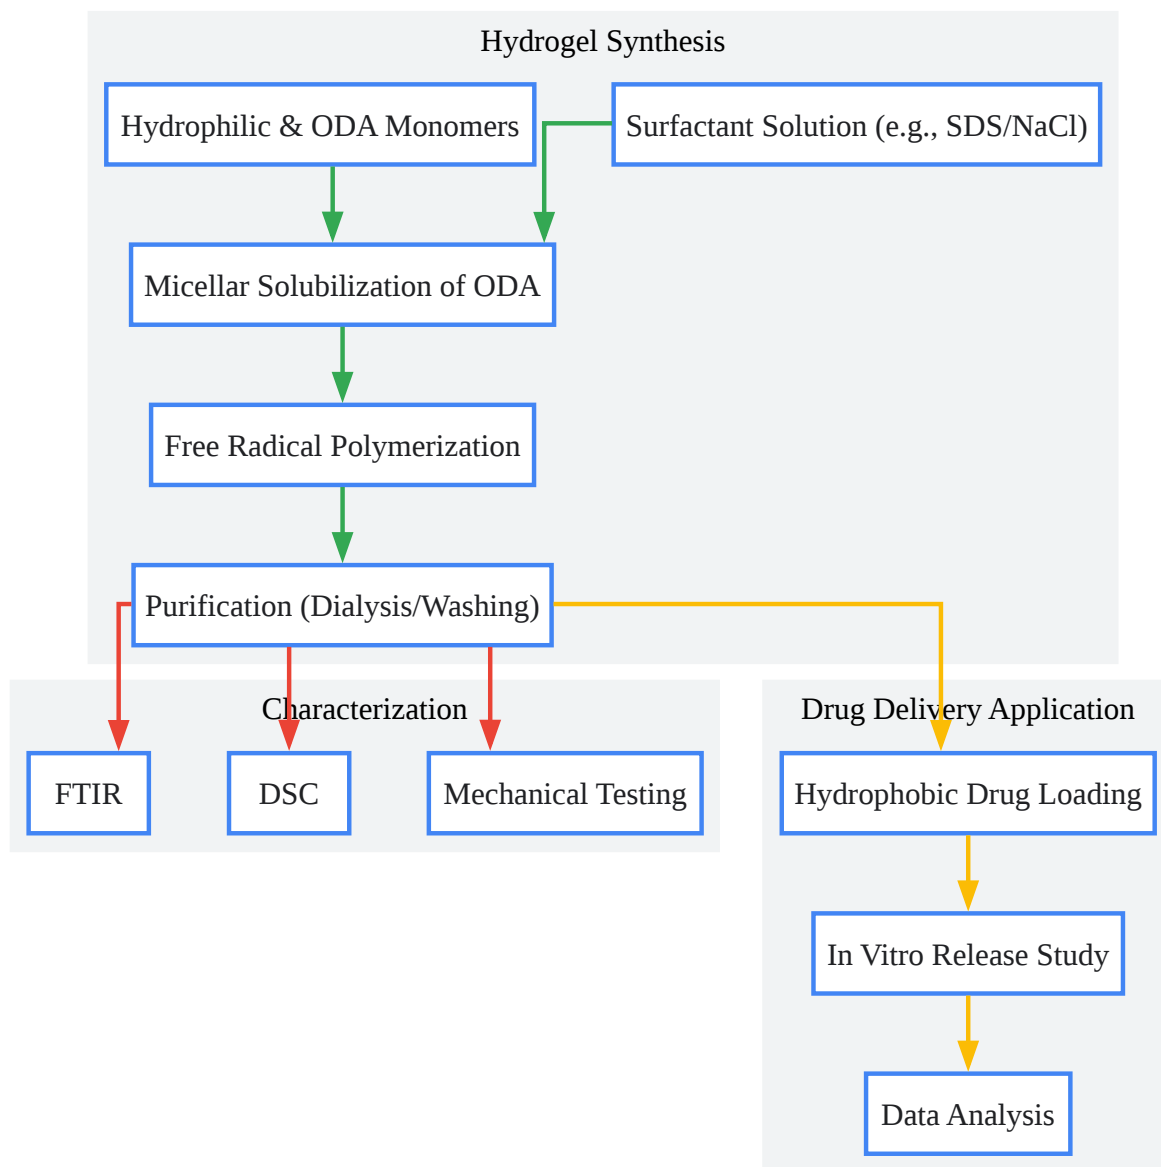 Hydrogel Synthesis
Hydrophilic & ODA Monomers
Surfactant Solution (e.g., SDS/NaCl)
Micellar Solubilization of ODA
Free Radical Polymerization
Purification (Dialysis/Washing)
Characterization
FTIR
DSC
Mechanical Testing
Drug Delivery Application
Hydrophobic Drug Loading
In Vitro Release Study
Data Analysis